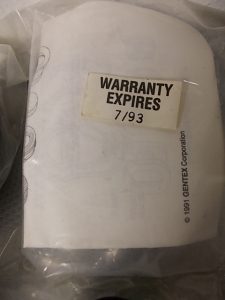 WARRANTY
EXPIRES
7/93
© 1991 GENTEX Corporation